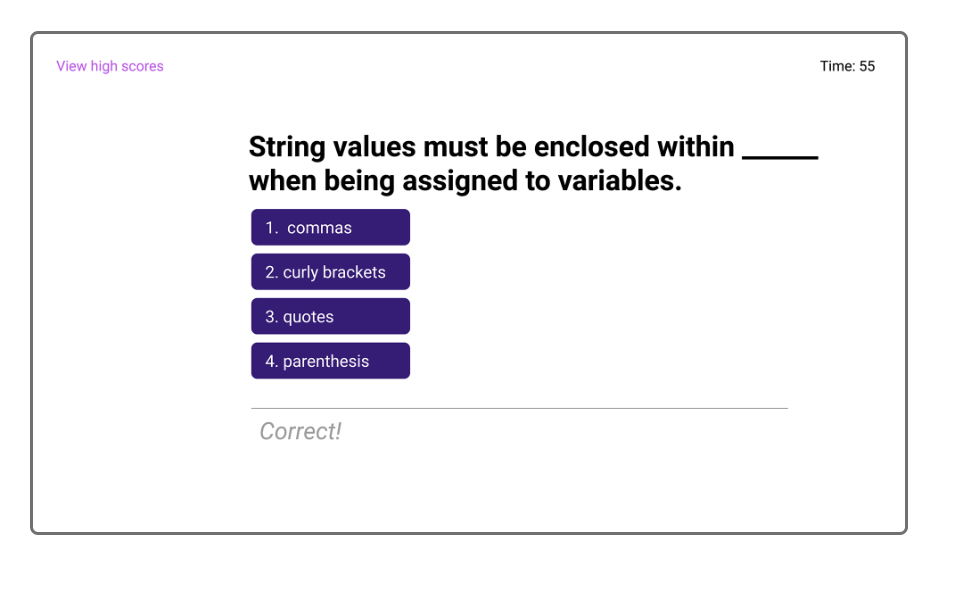 View high scores
Time: 55
String values must be enclosed within _____
when being assigned to variables.
1. commas
2. curly brackets
3. quotes
4. parenthesis
Correct!